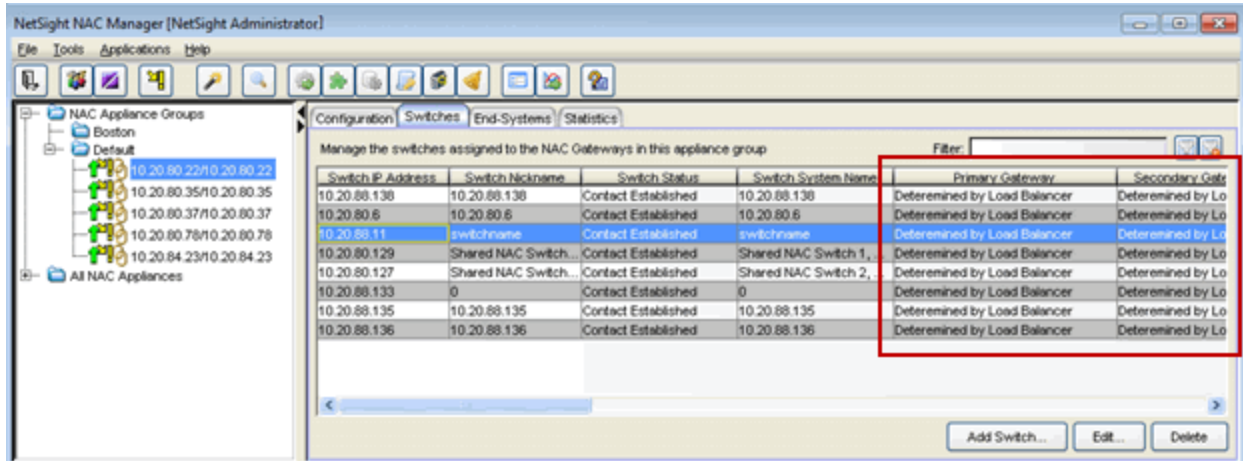 NetSight NAC Manager [NetSight Administrator]
File Tools Applications Help
NAC Appliance Groups
Boston
Default
10.20.80.22/10.20.80.22
10.20.80.35/10.20.80.35
10.20.80.37/10.20.80.37
10.20.80.78/10.20.80.78
10.20.84.23/10.20.84.23
All NAC Appliances
Configuration Switches End-Systems Statistics
Manage the switches assigned to the NAC Gateways in this appliance group Filter:
Switch IP Address Switch Nickname Switch Status Switch System Name Primary Gateway Secondary Gate
10.20.88.138 10.20.88.138 Contact Established 10.20.88.138 Deteremined by Load Balancer Deteremined by Lo
10.20.80.6 10.20.80.6 Contact Established 10.20.80.6 Deteremined by Load Balancer Deteremined by Lo
10.20.88.11 switchname Contact Established switchname Deteremined by Load Balancer Deteremined by Lo
10.20.80.129 Shared NAC Switch... Contact Established Shared NAC Switch 1, ... Deteremined by Load Balancer Deteremined by Lo
10.20.80.127 Shared NAC Switch... Contact Established Shared NAC Switch 2, ... Deteremined by Load Balancer Deteremined by Lo
10.20.88.133 0 Contact Established 0 Deteremined by Load Balancer Deteremined by Lo
10.20.88.135 10.20.88.135 Contact Established 10.20.88.135 Deteremined by Load Balancer Deteremined by Lo
10.20.88.136 10.20.88.136 Contact Established 10.20.88.136 Deteremined by Load Balancer Deteremined by Lo
Add Switch... Edit... Delete